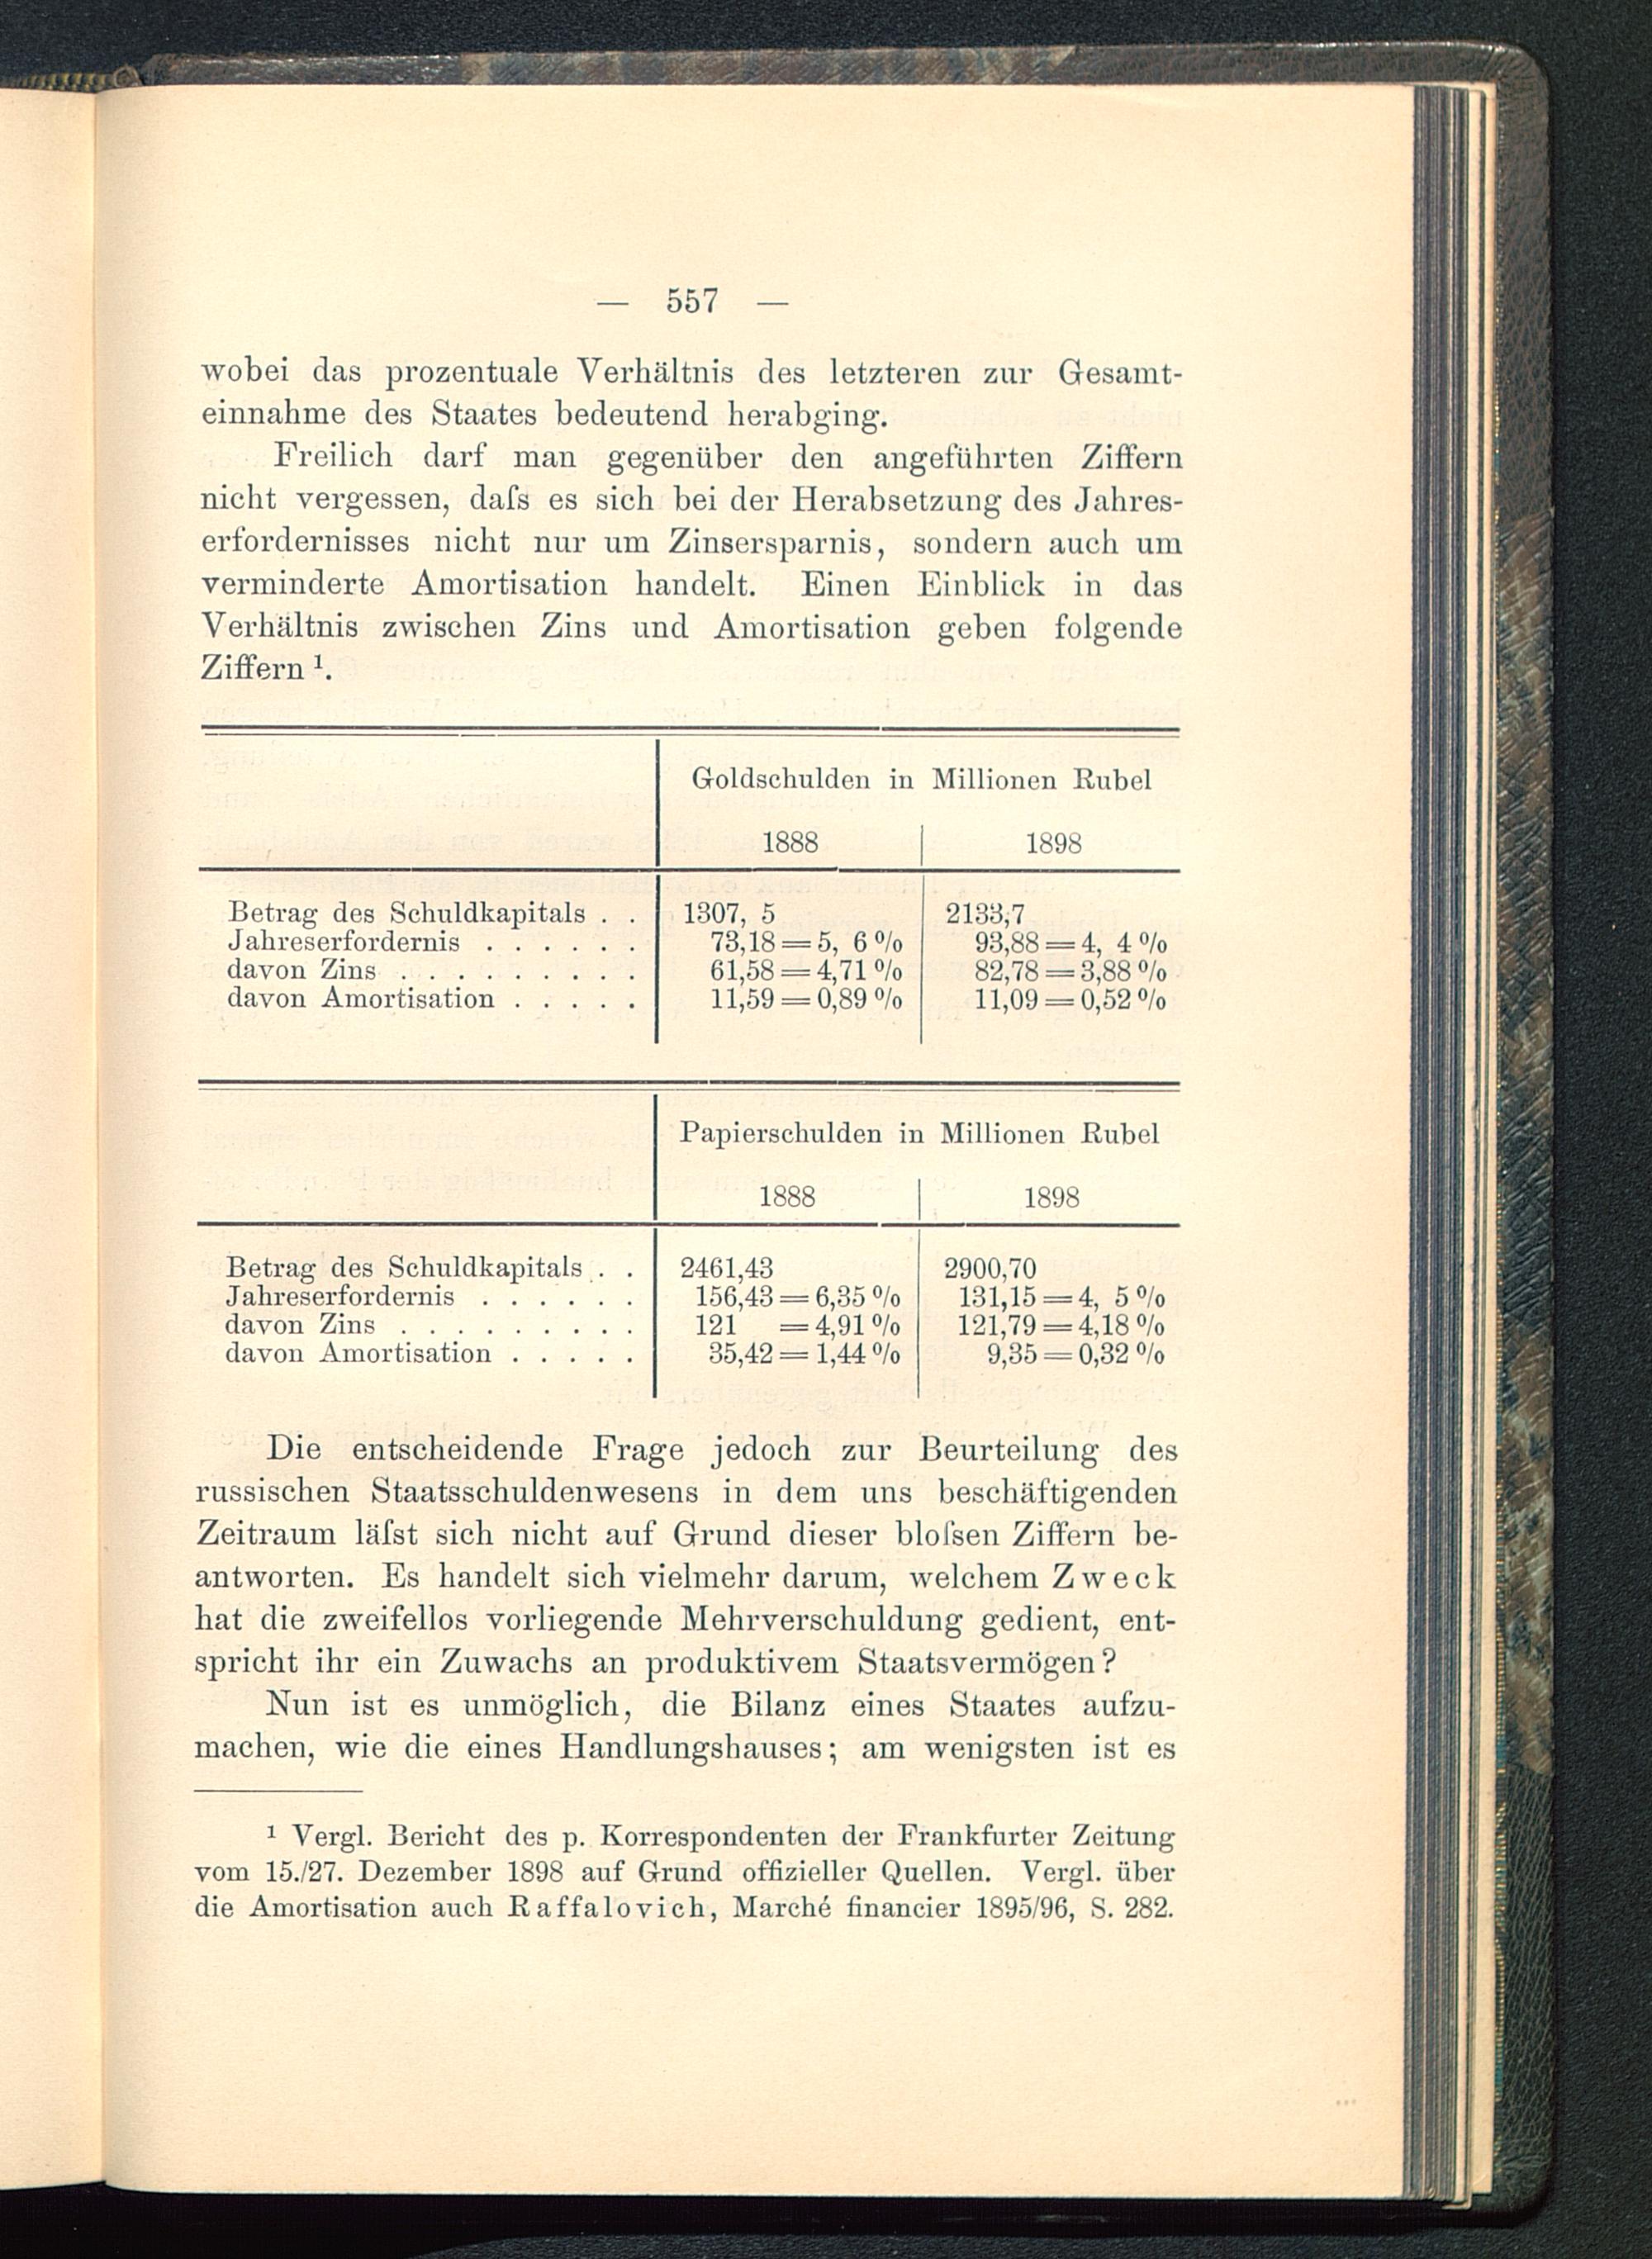 — 557 —
wobei das prozentuale Verhältnis des letzteren zur Gesamt-
einnahme des Staates bedeutend herabging.
Freilich darf man gegenüber den angeführten Ziffern
nicht vergessen, daſs es sich bei der Herabsetzung des Jahres-
erfordernisses nicht nur um Zinsersparnis, sondern auch um
verminderte Amortisation handelt. Einen Einblick in das
Verhältnis zwischen Zins und Amortisation geben folgende
Ziffern ¹.
Goldschulden in Millionen Rubel
1888 1898
Betrag des Schuldkapitals . . 1307, 5 2133,7
Jahreserfordernis . . . . . . 73,18 = 5, 6 % 93,88 = 4, 4 %
davon Zins . . . . . . . . . 61,58 = 4,71 % 82,78 = 3,88 %
davon Amortisation . . . . . 11,59 = 0,89 % 11,09 = 0,52 %
Papierschulden in Millionen Rubel
1888 1898
Betrag des Schuldkapitals . . 2461,43 2900,70
Jahreserfordernis . . . . . . 156,43 = 6,35 % 131,15 = 4, 5 %
davon Zins . . . . . . . . . 121 = 4,91 % 121,79 = 4,18 %
davon Amortisation . . . . . 35,42 = 1,44 % 9,35 = 0,32 %
Die entscheidende Frage jedoch zur Beurteilung des
russischen Staatsschuldenwesens in dem uns beschäftigenden
Zeitraum läſst sich nicht auf Grund dieser bloſsen Ziffern be-
antworten. Es handelt sich vielmehr darum, welchem Zweck
hat die zweifellos vorliegende Mehrverschuldung gedient, ent-
spricht ihr ein Zuwachs an produktivem Staatsvermögen?
Nun ist es unmöglich, die Bilanz eines Staates aufzu-
machen, wie die eines Handlungshauses; am wenigsten ist es
¹ Vergl. Bericht des p. Korrespondenten der Frankfurter Zeitung
vom 15./27. Dezember 1898 auf Grund offizieller Quellen. Vergl. über
die Amortisation auch Raffalovich, Marché financier 1895/96, S. 282.